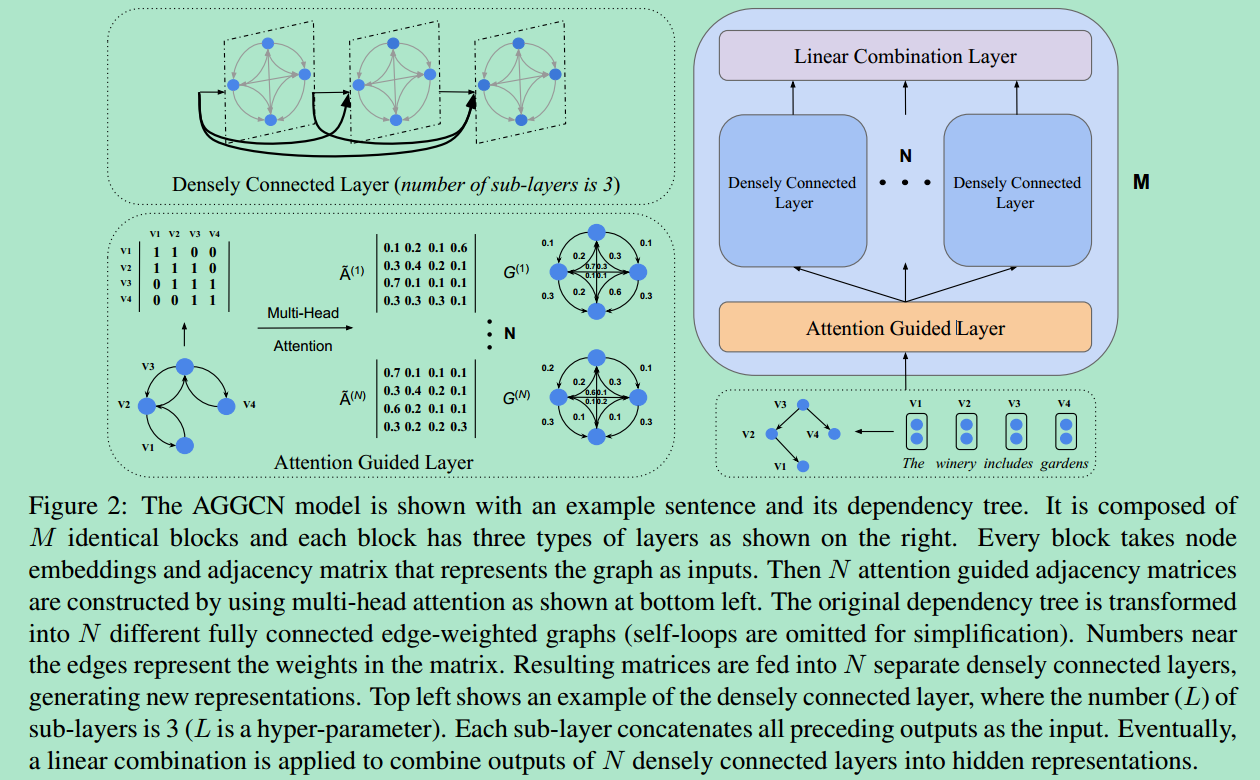 Linear Combination Layer
Densely Connected Layer (number of sub-layers is 3)
Densely Connected
Layer
N
Densely Connected
Layer
M
Attention Guided Layer
V1 V2 V3 V4
V1 1 1 0 0
V2 1 1 1 0
V3 0 1 1 1
V4 0 0 1 1
Multi-Head
Attention
V3
V2
V4
V1
Ã(1)
0.1 0.2 0.1 0.6
0.3 0.4 0.2 0.1
0.7 0.1 0.1 0.1
0.3 0.3 0.3 0.1
G(1)
0.1 0.1
0.2 0.3
0.7 0.3
0.1 0.1
0.2 0.6
0.3 0.3
N
Ã(N)
0.7 0.1 0.1 0.1
0.3 0.4 0.2 0.1
0.6 0.2 0.1 0.1
0.3 0.2 0.2 0.3
G(N)
0.2 0.1
0.2 0.3
0.6 0.1
0.1 0.2
0.1 0.1
0.3 0.3
Attention Guided Layer
V3
V2 V4
V1
V1 V2 V3 V4
The winery includes gardens
Figure 2: The AGGCN model is shown with an example sentence and its dependency tree. It is composed of
M identical blocks and each block has three types of layers as shown on the right. Every block takes node
embeddings and adjacency matrix that represents the graph as inputs. Then N attention guided adjacency matrices
are constructed by using multi-head attention as shown at bottom left. The original dependency tree is transformed
into N different fully connected edge-weighted graphs (self-loops are omitted for simplification). Numbers near
the edges represent the weights in the matrix. Resulting matrices are fed into N separate densely connected layers,
generating new representations. Top left shows an example of the densely connected layer, where the number (L) of
sub-layers is 3 (L is a hyper-parameter). Each sub-layer concatenates all preceding outputs as the input. Eventually,
a linear combination is applied to combine outputs of N densely connected layers into hidden representations.